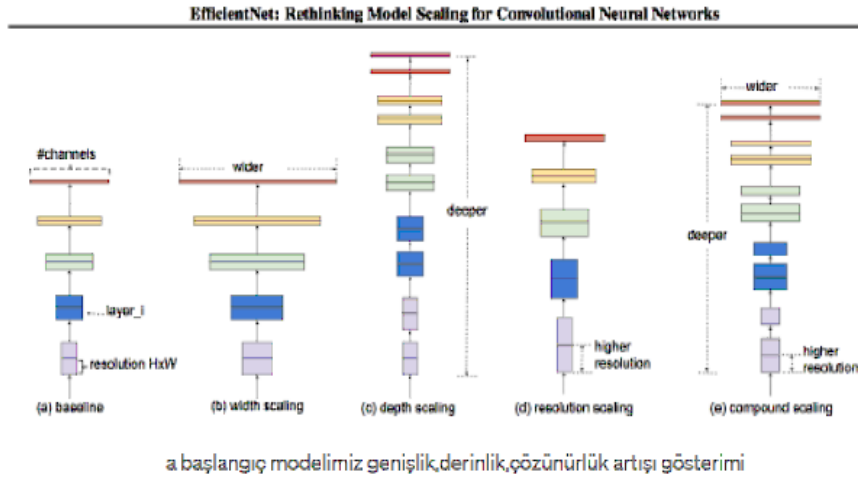 EfficientNet: Rethinking Model Scaling for Convolutional Neural Networks
#channels
wider
wider
deeper
deeper
layer_i
resolution HxW
higher
resolution
higher
resolution
(a) baseline
(b) width scaling
(c) depth scaling
(d) resolution scaling
(e) compound scaling
a başlangıç modelimiz genişlik,derinlik,çözünürlük artışı gösterimi